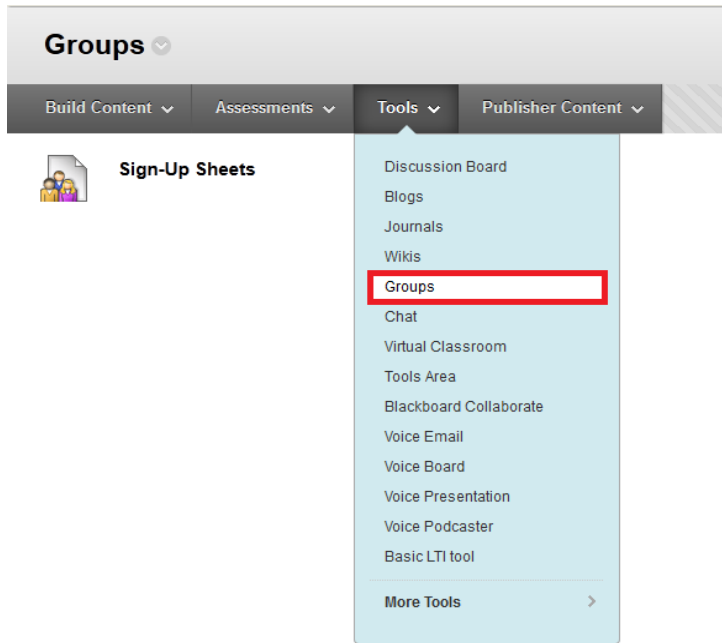 Groups
Build Content Assessments Tools Publisher Content
Sign-Up Sheets
Discussion Board
Blogs
Journals
Wikis
Groups
Chat
Virtual Classroom
Tools Area
Blackboard Collaborate
Voice Email
Voice Board
Voice Presentation
Voice Podcaster
Basic LTI tool
More Tools